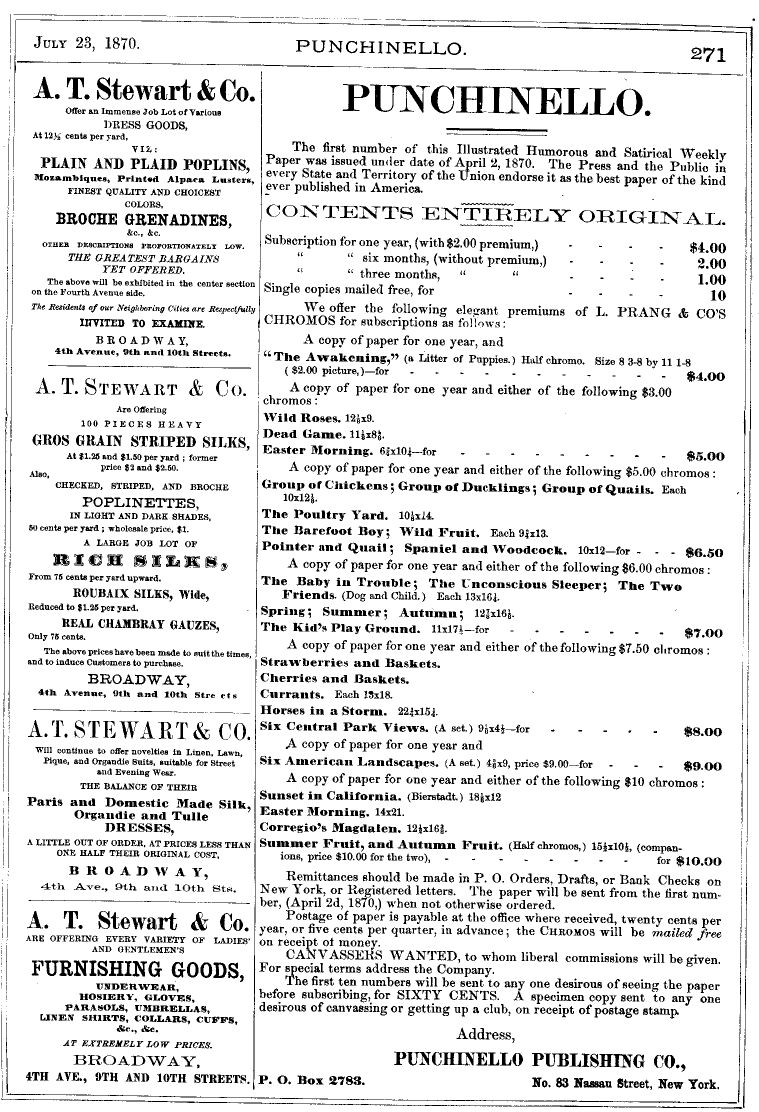 JULY 23, 1870.
PUNCHINELLO.
271
A. T. Stewart & Co.
Offer an Immense Job Lot of Various
DRESS GOODS,
At 12½ cents per yard,
VIZ:
PLAIN AND PLAID POPLINS,
Mozambiques, Printed Alpaca Lusters,
FINEST QUALITY AND CHOICEST
COLORS,
BROCHE GRENADINES,
&c., &c.
OTHER DESCRIPTIONS PROPORTIONATELY LOW.
THE GREATEST BARGAINS
YET OFFERED.
The above will be exhibited in the center section
on the Fourth Avenue side.
The Residents of our Neighboring Cities are Respectfully
INVITED TO EXAMINE.
BROADWAY,
4th Avenue, 9th and 10th Streets.
A. T. STEWART & CO.
Are Offering
100 PIECES HEAVY
GROS GRAIN STRIPED SILKS,
At $1.25 and $1.50 per yard ; former
price $2 and $2.50.
Also,
CHECKED, STRIPED, AND BROCHE
POPLINETTES,
IN LIGHT AND DARK SHADES,
50 cents per yard ; wholesale price, $1.
A LARGE JOB LOT OF
RICH SILKS,
From 75 cents per yard upward.
ROUBAIX SILKS, Wide,
Reduced to $1.25 per yard.
REAL CHAMBRAY GAUZES,
Only 75 cents.
The above prices have been made to suit the times,
and to induce Customers to purchase.
BROADWAY,
4th Avenue, 9th and 10th Streets
A. T. STEWART & CO.
Will continue to offer novelties in Linen, Lawn,
Pique, and Organdie Suits, suitable for Street
and Evening Wear.
THE BALANCE OF THEIR
Paris and Domestic Made Silk,
Organdie and Tulle
DRESSES,
A LITTLE OUT OF ORDER, AT PRICES LESS THAN
ONE HALF THEIR ORIGINAL COST,
BROADWAY,
4th Ave., 9th and 10th Sts.
A. T. Stewart & Co.
ARE OFFERING EVERY VARIETY OF LADIES'
AND GENTLEMEN'S
FURNISHING GOODS,
UNDERWEAR,
HOSIERY, GLOVES,
PARASOLS, UMBRELLAS,
LINEN SHIRTS, COLLARS, CUFFS,
&c., &c.
AT EXTREMELY LOW PRICES.
BROADWAY,
4TH AVE., 9TH AND 10TH STREETS.
PUNCHINELLO.
The first number of this Illustrated Humorous and Satirical Weekly
Paper was issued under date of April 2, 1870. The Press and the Public in
every State and Territory of the Union endorse it as the best paper of the kind
ever published in America.
CONTENTS ENTIRELY ORIGINAL.
Subscription for one year, (with $2.00 premium,) - - - - $4.00
" " six months, (without premium,) - - - - 2.00
" " three months, " " - - - - 1.00
Single copies mailed free, for - - - - 10
We offer the following elegant premiums of L. PRANG & CO'S
CHROMOS for subscriptions as follows:
A copy of paper for one year, and
"The Awakening," (a Litter of Puppies.) Half chromo. Size 8 3-8 by 11 1-8
( $2.00 picture,)—for - - - - - - - - - - - $4.00
A copy of paper for one year and either of the following $3.00
chromos :
Wild Roses. 12⅛x9.
Dead Game. 11⅛x8⅝.
Easter Morning. 6¾x10¼—for - - - - - - - - $5.00
A copy of paper for one year and either of the following $5.00 chromos :
Group of Chickens; Group of Ducklings; Group of Quails. Each
10x12⅛.
The Poultry Yard. 10⅛x14.
The Barefoot Boy; Wild Fruit. Each 9¾x13.
Pointer and Quail; Spaniel and Woodcock. 10x12—for - - - $6.50
A copy of paper for one year and either of the following $6.00 chromos :
The Baby in Trouble; The Unconscious Sleeper; The Two
Friends. (Dog and Child.) Each 13x16¼.
Spring; Summer; Autumn; 12⅞x16⅛.
The Kid's Play Ground. 11x17½—for - - - - - - $7.00
A copy of paper for one year and either of the following $7.50 chromos :
Strawberries and Baskets.
Cherries and Baskets.
Currants. Each 13x18.
Horses in a Storm. 22¼x15¼.
Six Central Park Views. (A set.) 9⅛x4½—for - - - - - $8.00
A copy of paper for one year and
Six American Landscapes. (A set.) 4⅜x9, price $9.00—for - - - $9.00
A copy of paper for one year and either of the following $10 chromos :
Sunset in California. (Bierstadt.) 18⅛x12
Easter Morning. 14x21.
Corregio's Magdalen. 12½x16⅜.
Summer Fruit, and Autumn Fruit. (Half chromos,) 15½x10½, (compan-
ions, price $10.00 for the two), - - - - - - - - for $10.00
Remittances should be made in P. O. Orders, Drafts, or Bank Checks on
New York, or Registered letters. The paper will be sent from the first num-
ber, (April 2d, 1870,) when not otherwise ordered.
Postage of paper is payable at the office where received, twenty cents per
year, or five cents per quarter, in advance; the CHROMOS will be mailed free
on receipt of money.
CANVASSERS WANTED, to whom liberal commissions will be given.
For special terms address the Company.
The first ten numbers will be sent to any one desirous of seeing the paper
before subscribing, for SIXTY CENTS. A specimen copy sent to any one
desirous of canvassing or getting up a club, on receipt of postage stamp.
Address,
PUNCHINELLO PUBLISHING CO.,
P. O. Box 2783.
No. 83 Nassau Street, New York.